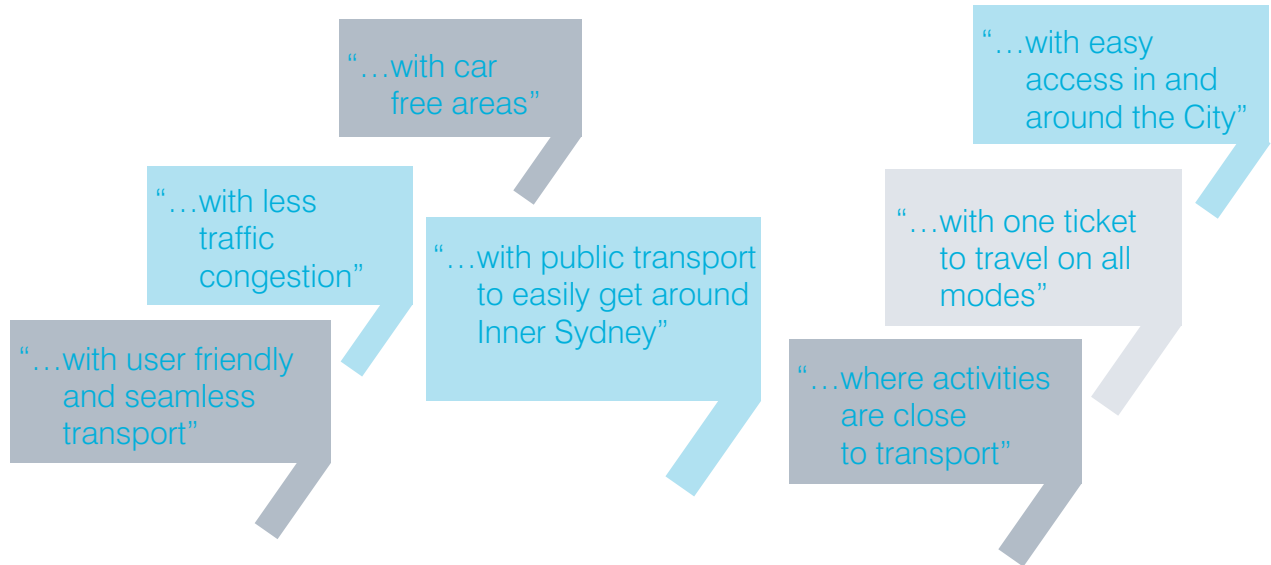 “…with car
free areas”
“…with easy
access in and
around the City”
“…with less
traffic
congestion”
“…with public transport
to easily get around
Inner Sydney”
“…with one ticket
to travel on all
modes”
“…with user friendly
and seamless
transport”
“…where activities
are close
to transport”